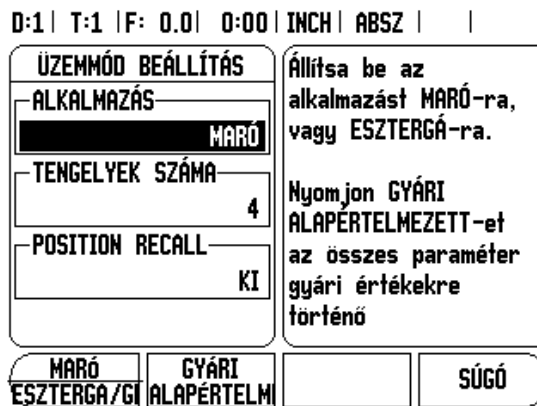 D:1| T:1 |F: 0.0| 0:00| INCH| ABSZ | |
ÜZEMMÓD BEÁLLÍTÁS
ALKALMAZÁS
MARÓ
TENGELYEK SZÁMA
4
POSITION RECALL
KI
Állítsa be az
alkalmazást MARÓ-ra,
vagy ESZTERGÁ-ra.
Nyomjon GYÁRI
ALAPÉRTELMEZETT-et
az összes paraméter
gyári értékekre
történő
MARÓ
ESZTERGA/GI
GYÁRI
ALAPÉRTELMI
SÚGÓ